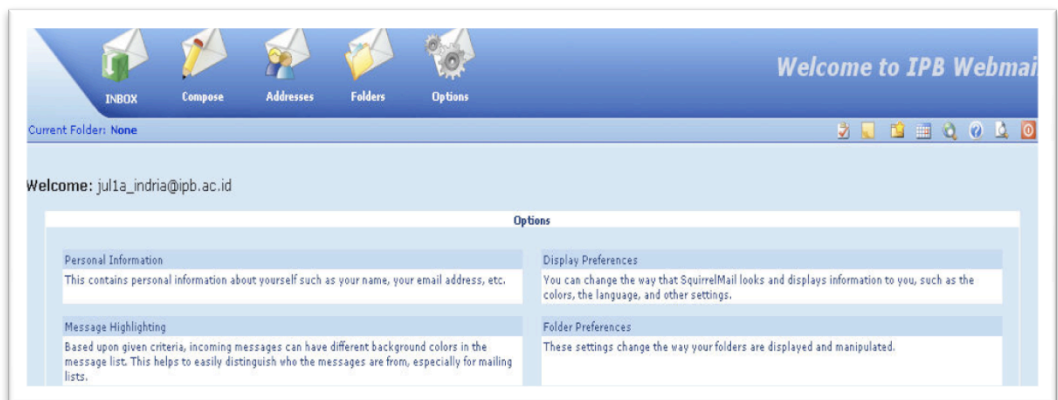 Welcome to IPB Webmai
INBOX Compose Addresses Folders Options
Current Folder: None
Welcome: jul1a_indria@ipb.ac.id
Options
Personal Information
This contains personal information about yourself such as your name, your email address, etc.
Display Preferences
You can change the way that SquirrelMail looks and displays information to you, such as the
colors, the language, and other settings.
Message Highlighting
Based upon given criteria, incoming messages can have different background colors in the
message list. This helps to easily distinguish who the messages are from, especially for mailing
lists.
Folder Preferences
These settings change the way your folders are displayed and manipulated.